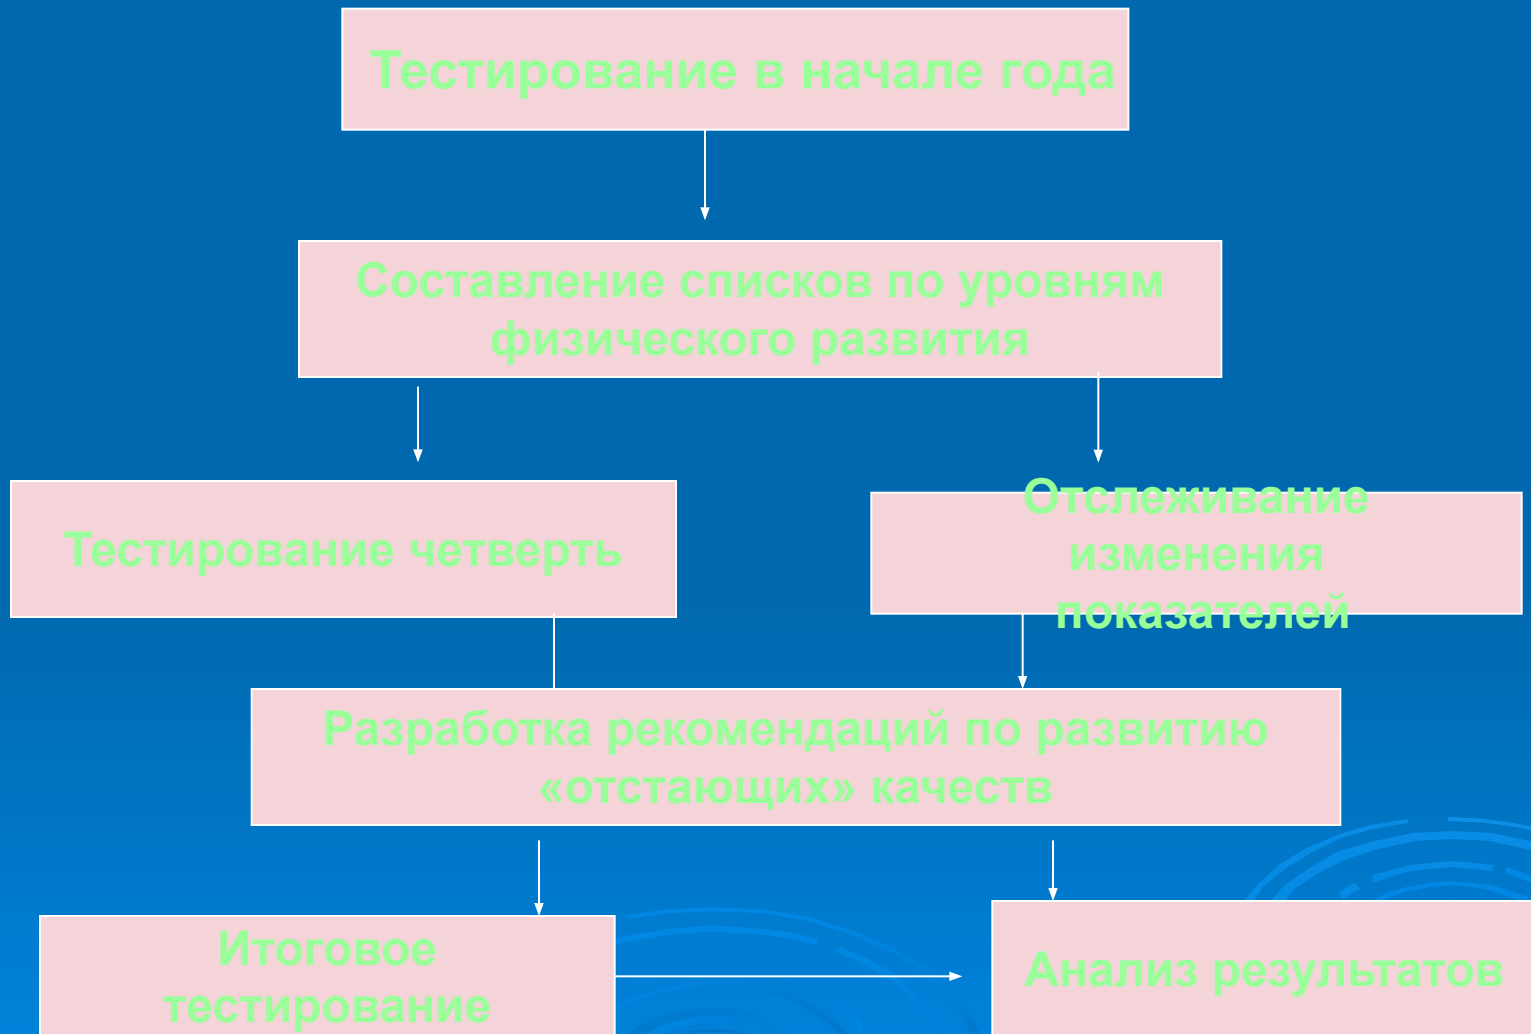 Тестирование в начале года
Составление списков по уровням
физического развития
Тестирование четверть
Отслеживание
изменения
показателей
Разработка рекомендаций по развитию
«отстающих» качеств
Итоговое
тестирование
Анализ результатов